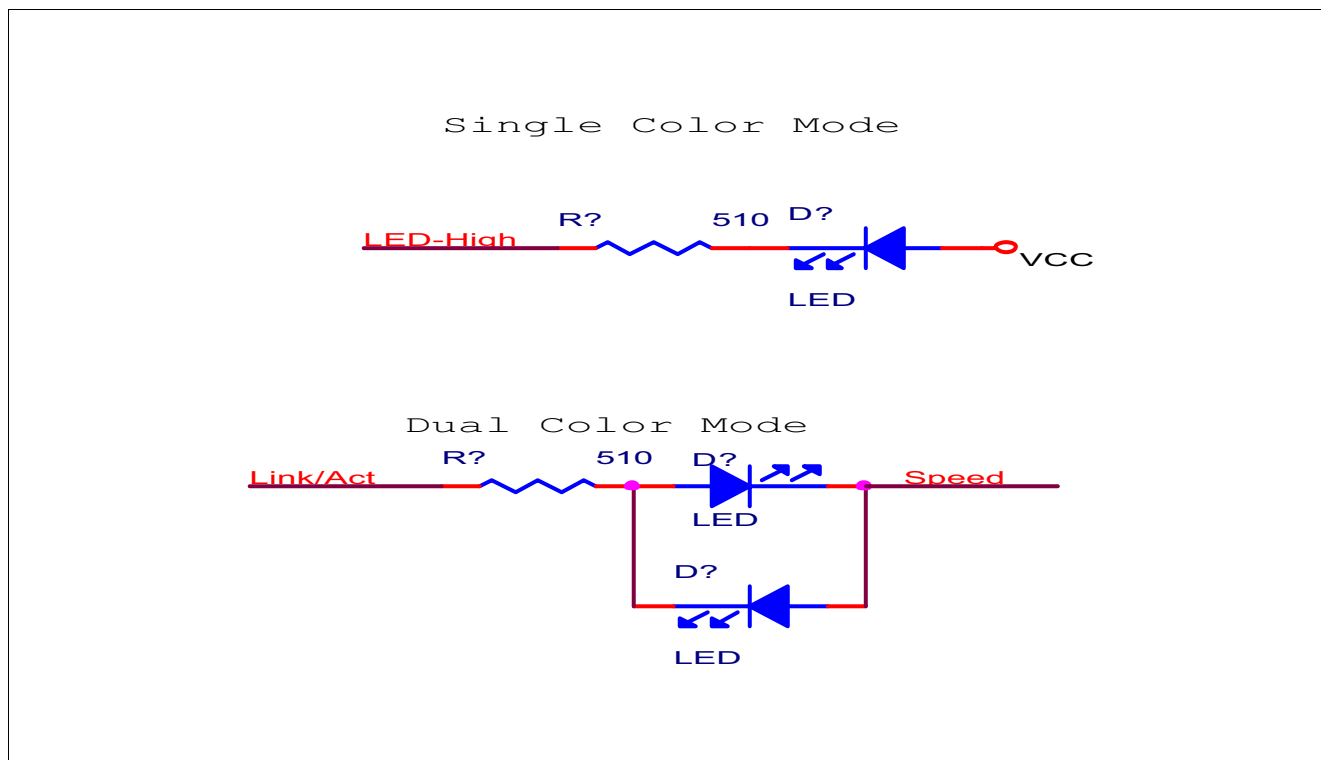 Single Color Mode
R? 510 D?
LED-High
VCC
LED
Dual Color Mode
R? 510 D?
Link/Act Speed
LED
D?
LED